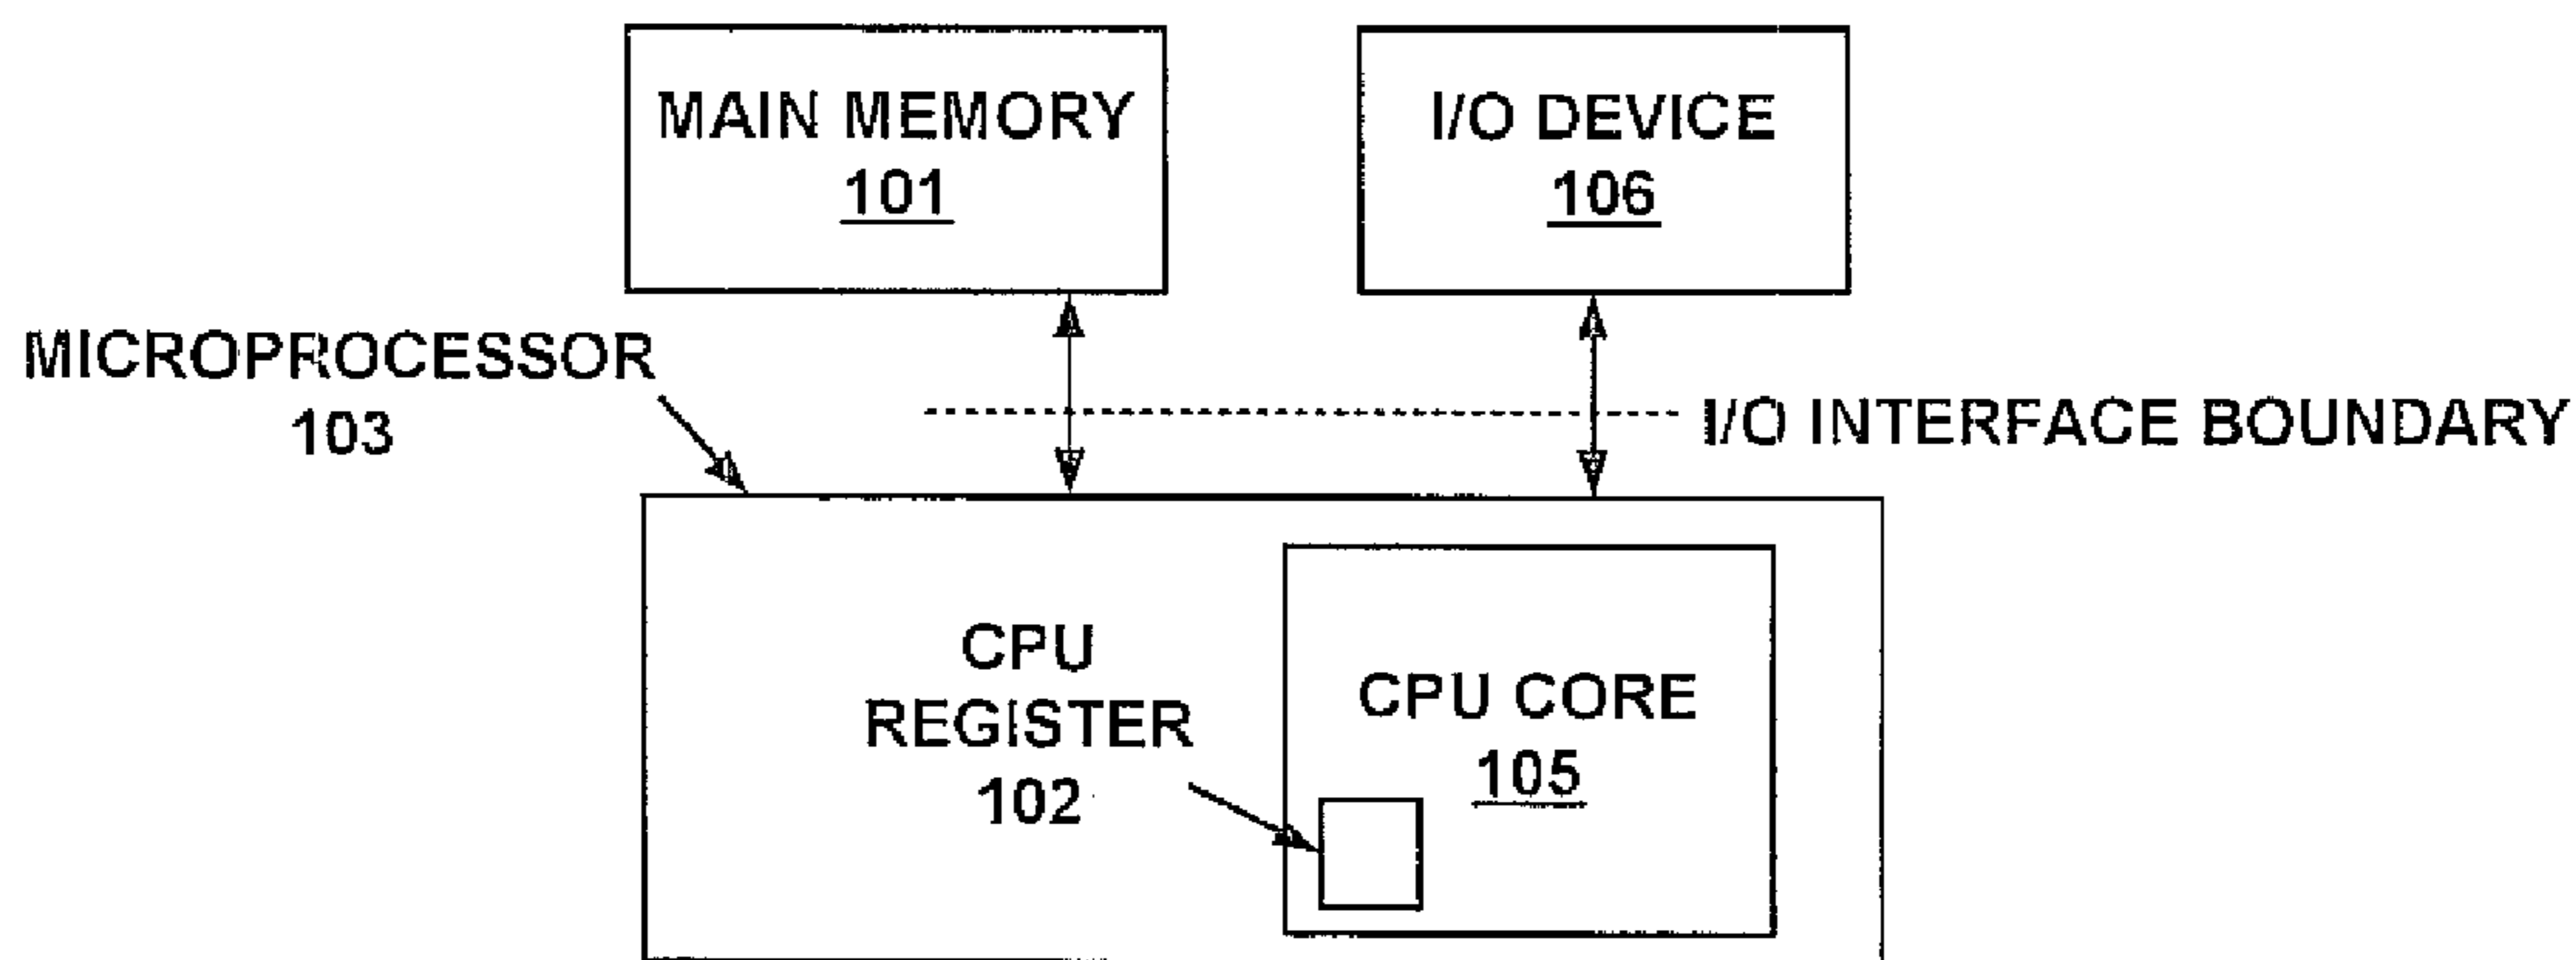 MAIN MEMORY
101
I/O DEVICE
106
MICROPROCESSOR
103
I/O INTERFACE BOUNDARY
CPU
REGISTER
102
CPU CORE
105